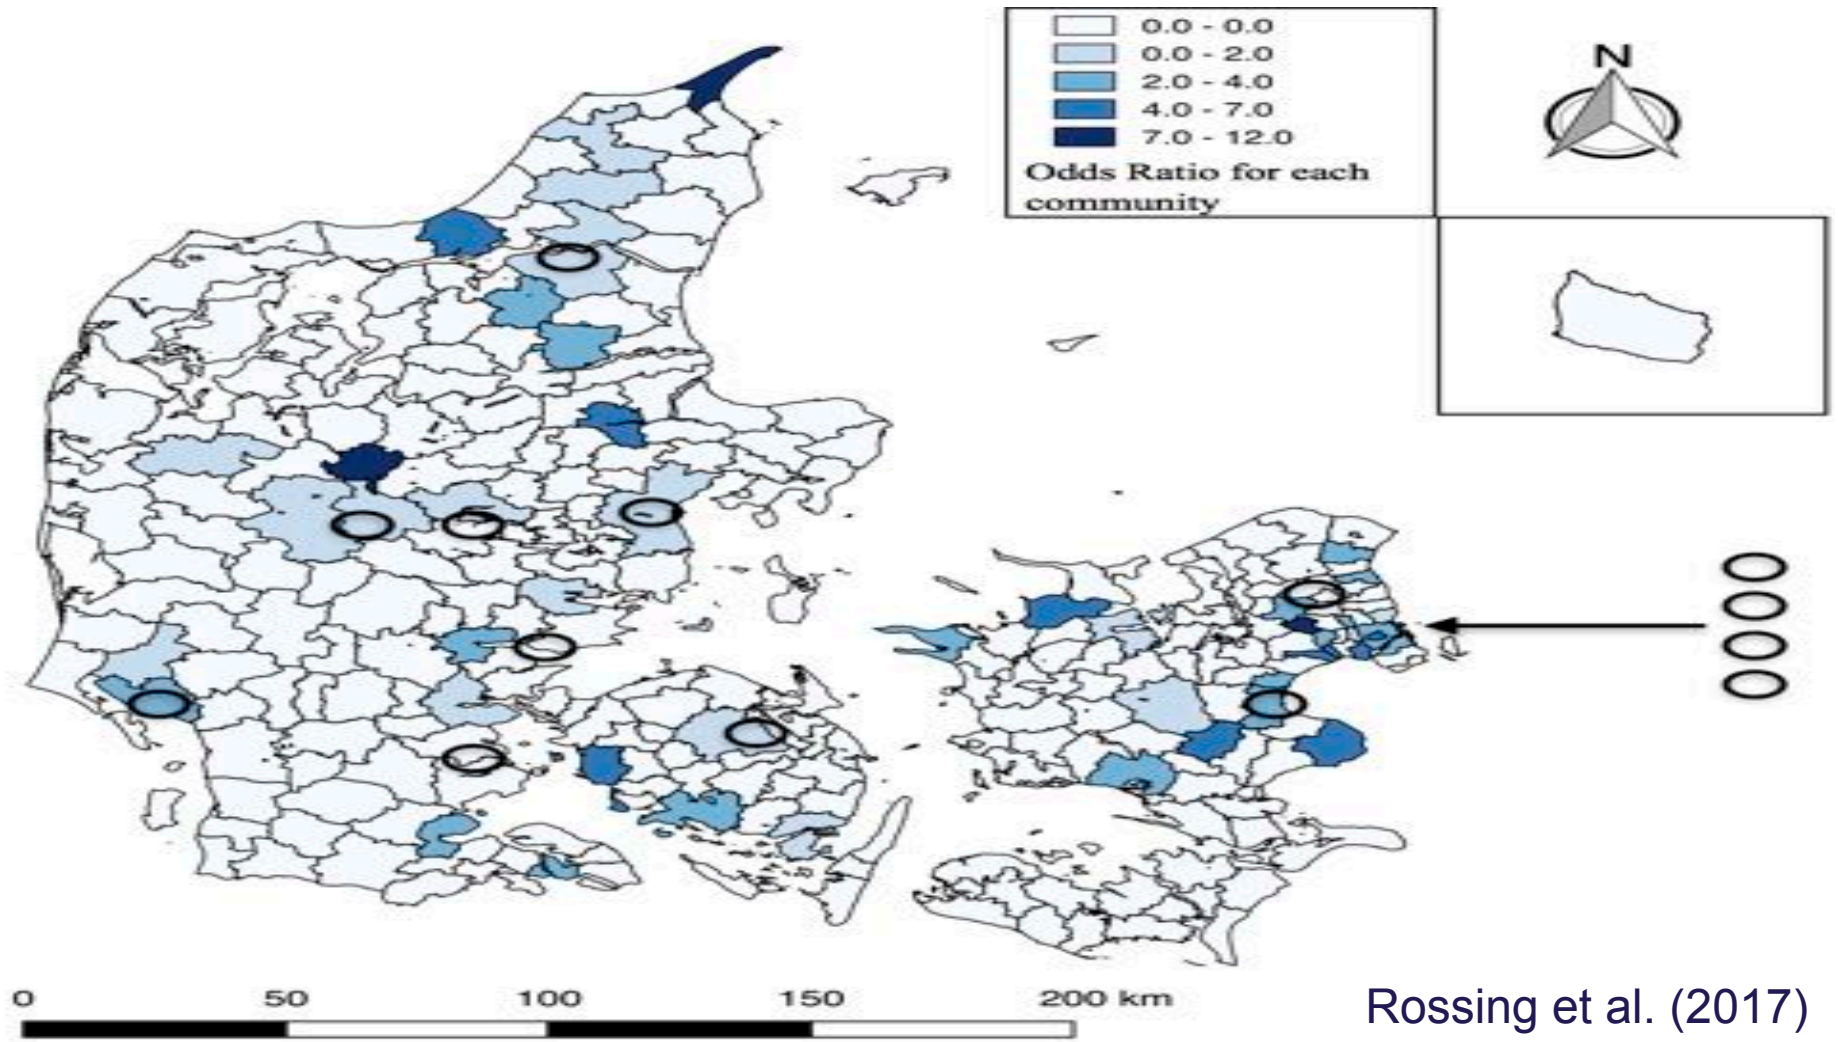 0.0 - 0.0
0.0 - 2.0
2.0 - 4.0
4.0 - 7.0
7.0 - 12.0
Odds Ratio for each
community
N
0 50 100 150 200 km
Rossing et al. (2017)